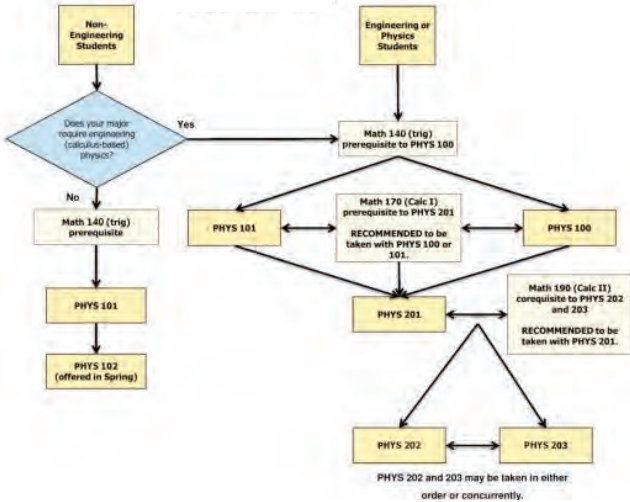 Non-
Engineering
Students
Engineering or
Physics
Students
Does your major
require engineering
(calculus-based)
physics?
Yes
No
Math 140 (trig)
prerequisite to PHYS 100
Math 140 (trig)
prerequisite
PHYS 101
Math 170 (Calc I)
prerequisite to PHYS 201
RECOMMENDED to be
taken with PHYS 100 or
101.
PHYS 100
PHYS 101
PHYS 201
Math 190 (Calc II)
corequisite to PHYS 202
and 203
RECOMMENDED to be
taken with PHYS 201.
PHYS 102
(offered in Spring)
PHYS 202
PHYS 203
PHYS 202 and 203 may be taken in either
order or concurrently.